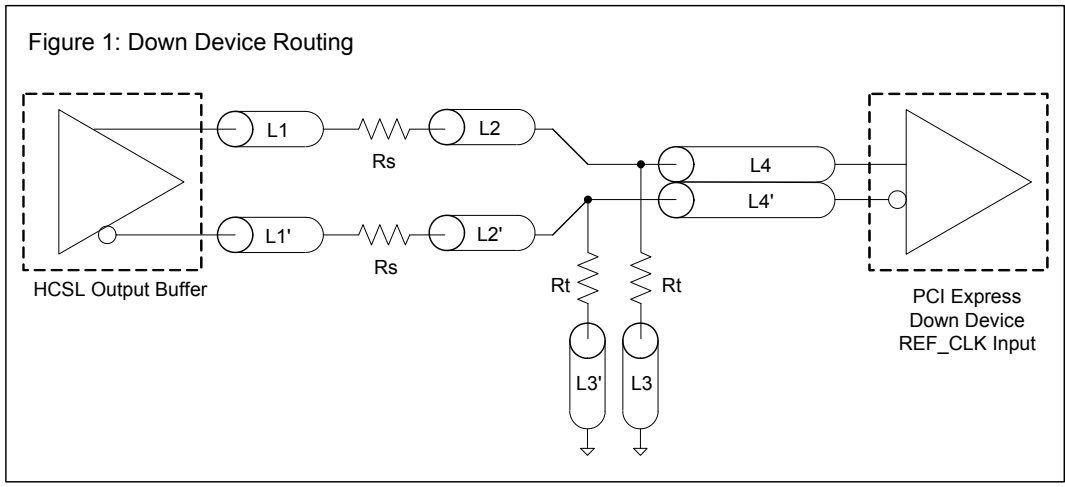 Figure 1: Down Device Routing
L1
Rs
L2
L4
L4'
L1'
Rs
L2'
HCSL Output Buffer
Rt
Rt
L3'
L3
PCI Express
Down Device
REF_CLK Input